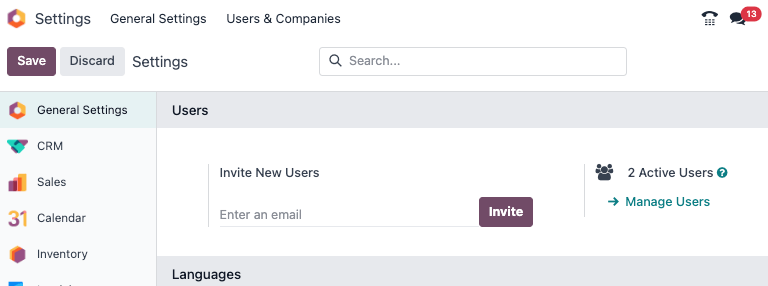 Settings General Settings Users & Companies 13
Save Discard Settings Search...
General Settings
CRM
Sales
31 Calendar
Inventory
Users
Invite New Users
Enter an email Invite
2 Active Users ?
→ Manage Users
Languages